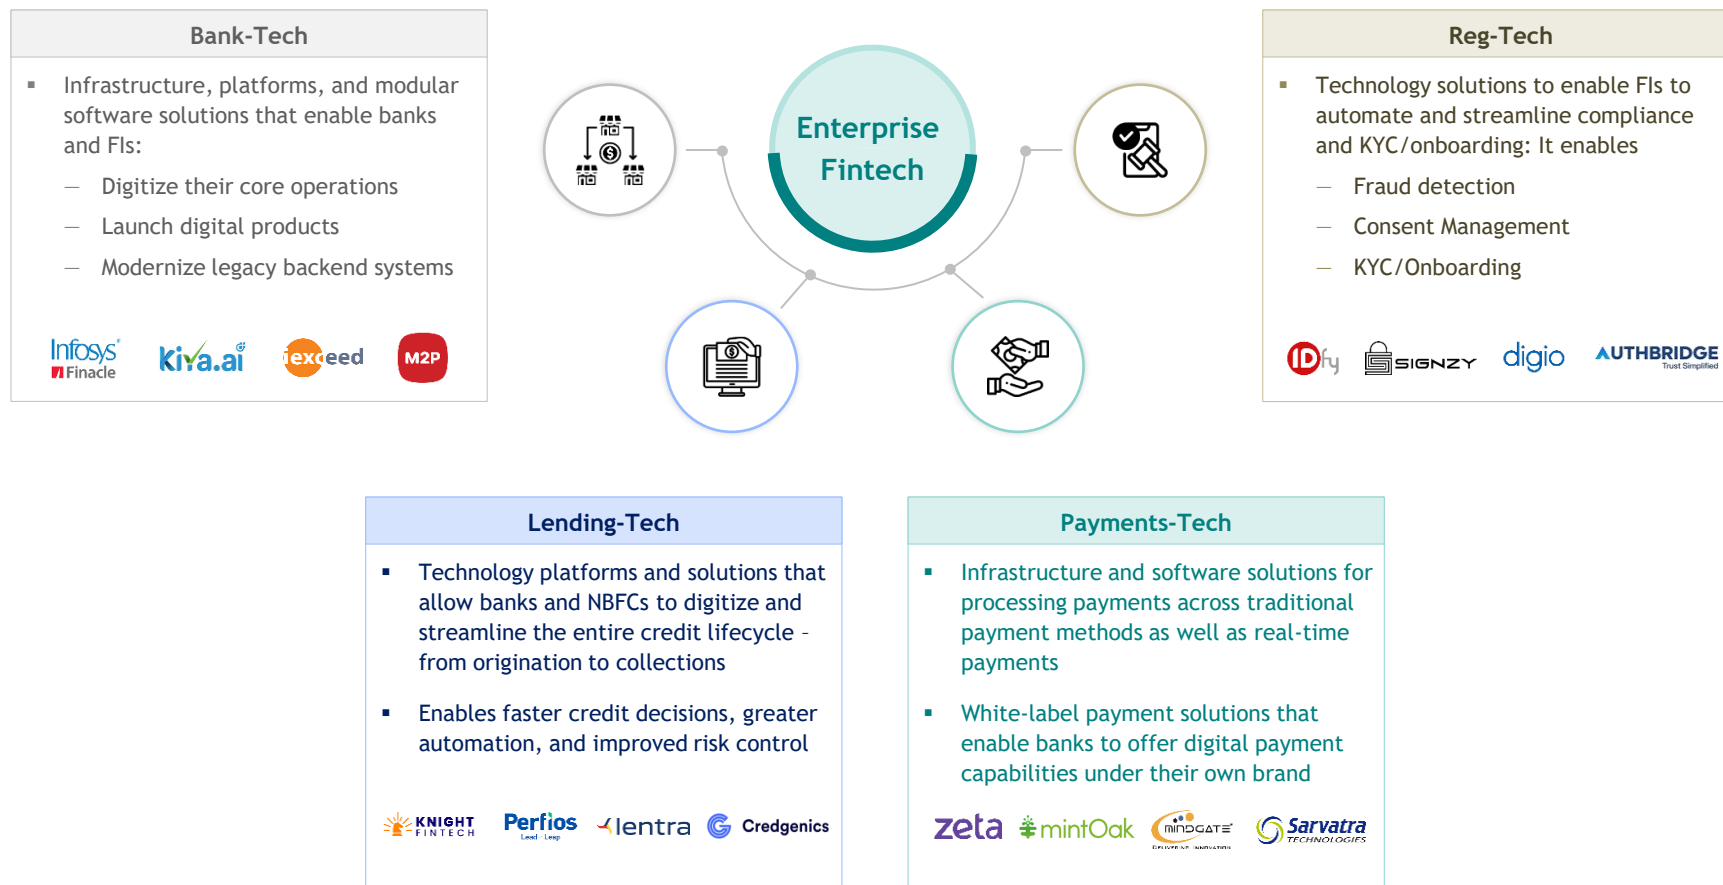 Bank-Tech
▪ Infrastructure, platforms, and modular
software solutions that enable banks
and FIs:
— Digitize their core operations
— Launch digital products
— Modernize legacy backend systems
Infosys®
Finacle
kiya.ai
iexceed
M2P
Enterprise
Fintech
Reg-Tech
▪ Technology solutions to enable FIs to
automate and streamline compliance
and KYC/onboarding: It enables
— Fraud detection
— Consent Management
— KYC/Onboarding
IDfy
SIGNZY
digio
AUTHBRIDGE
Trust Simplified
Lending-Tech
▪ Technology platforms and solutions that
allow banks and NBFCs to digitize and
streamline the entire credit lifecycle –
from origination to collections
▪ Enables faster credit decisions, greater
automation, and improved risk control
KNIGHT
FINTECH
Perfios
Lead · Leap
lentra
Credgenics
Payments-Tech
▪ Infrastructure and software solutions for
processing payments across traditional
payment methods as well as real-time
payments
▪ White-label payment solutions that
enable banks to offer digital payment
capabilities under their own brand
zeta
mintOak
MINDGATE
DELIVERING INNOVATION
Sarvatra
TECHNOLOGIES